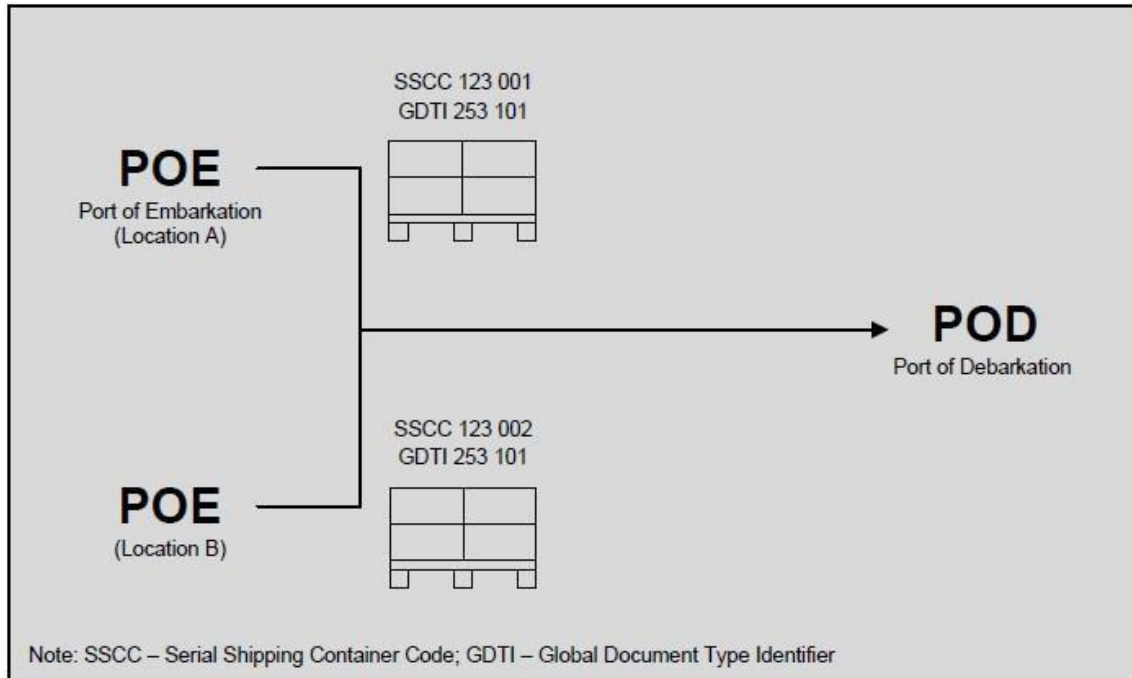 SSCC 123 001
GDTI 253 101
POE
Port of Embarkation
(Location A)
POD
Port of Debarkation
SSCC 123 002
GDTI 253 101
POE
(Location B)
Note: SSCC – Serial Shipping Container Code; GDTI – Global Document Type Identifier